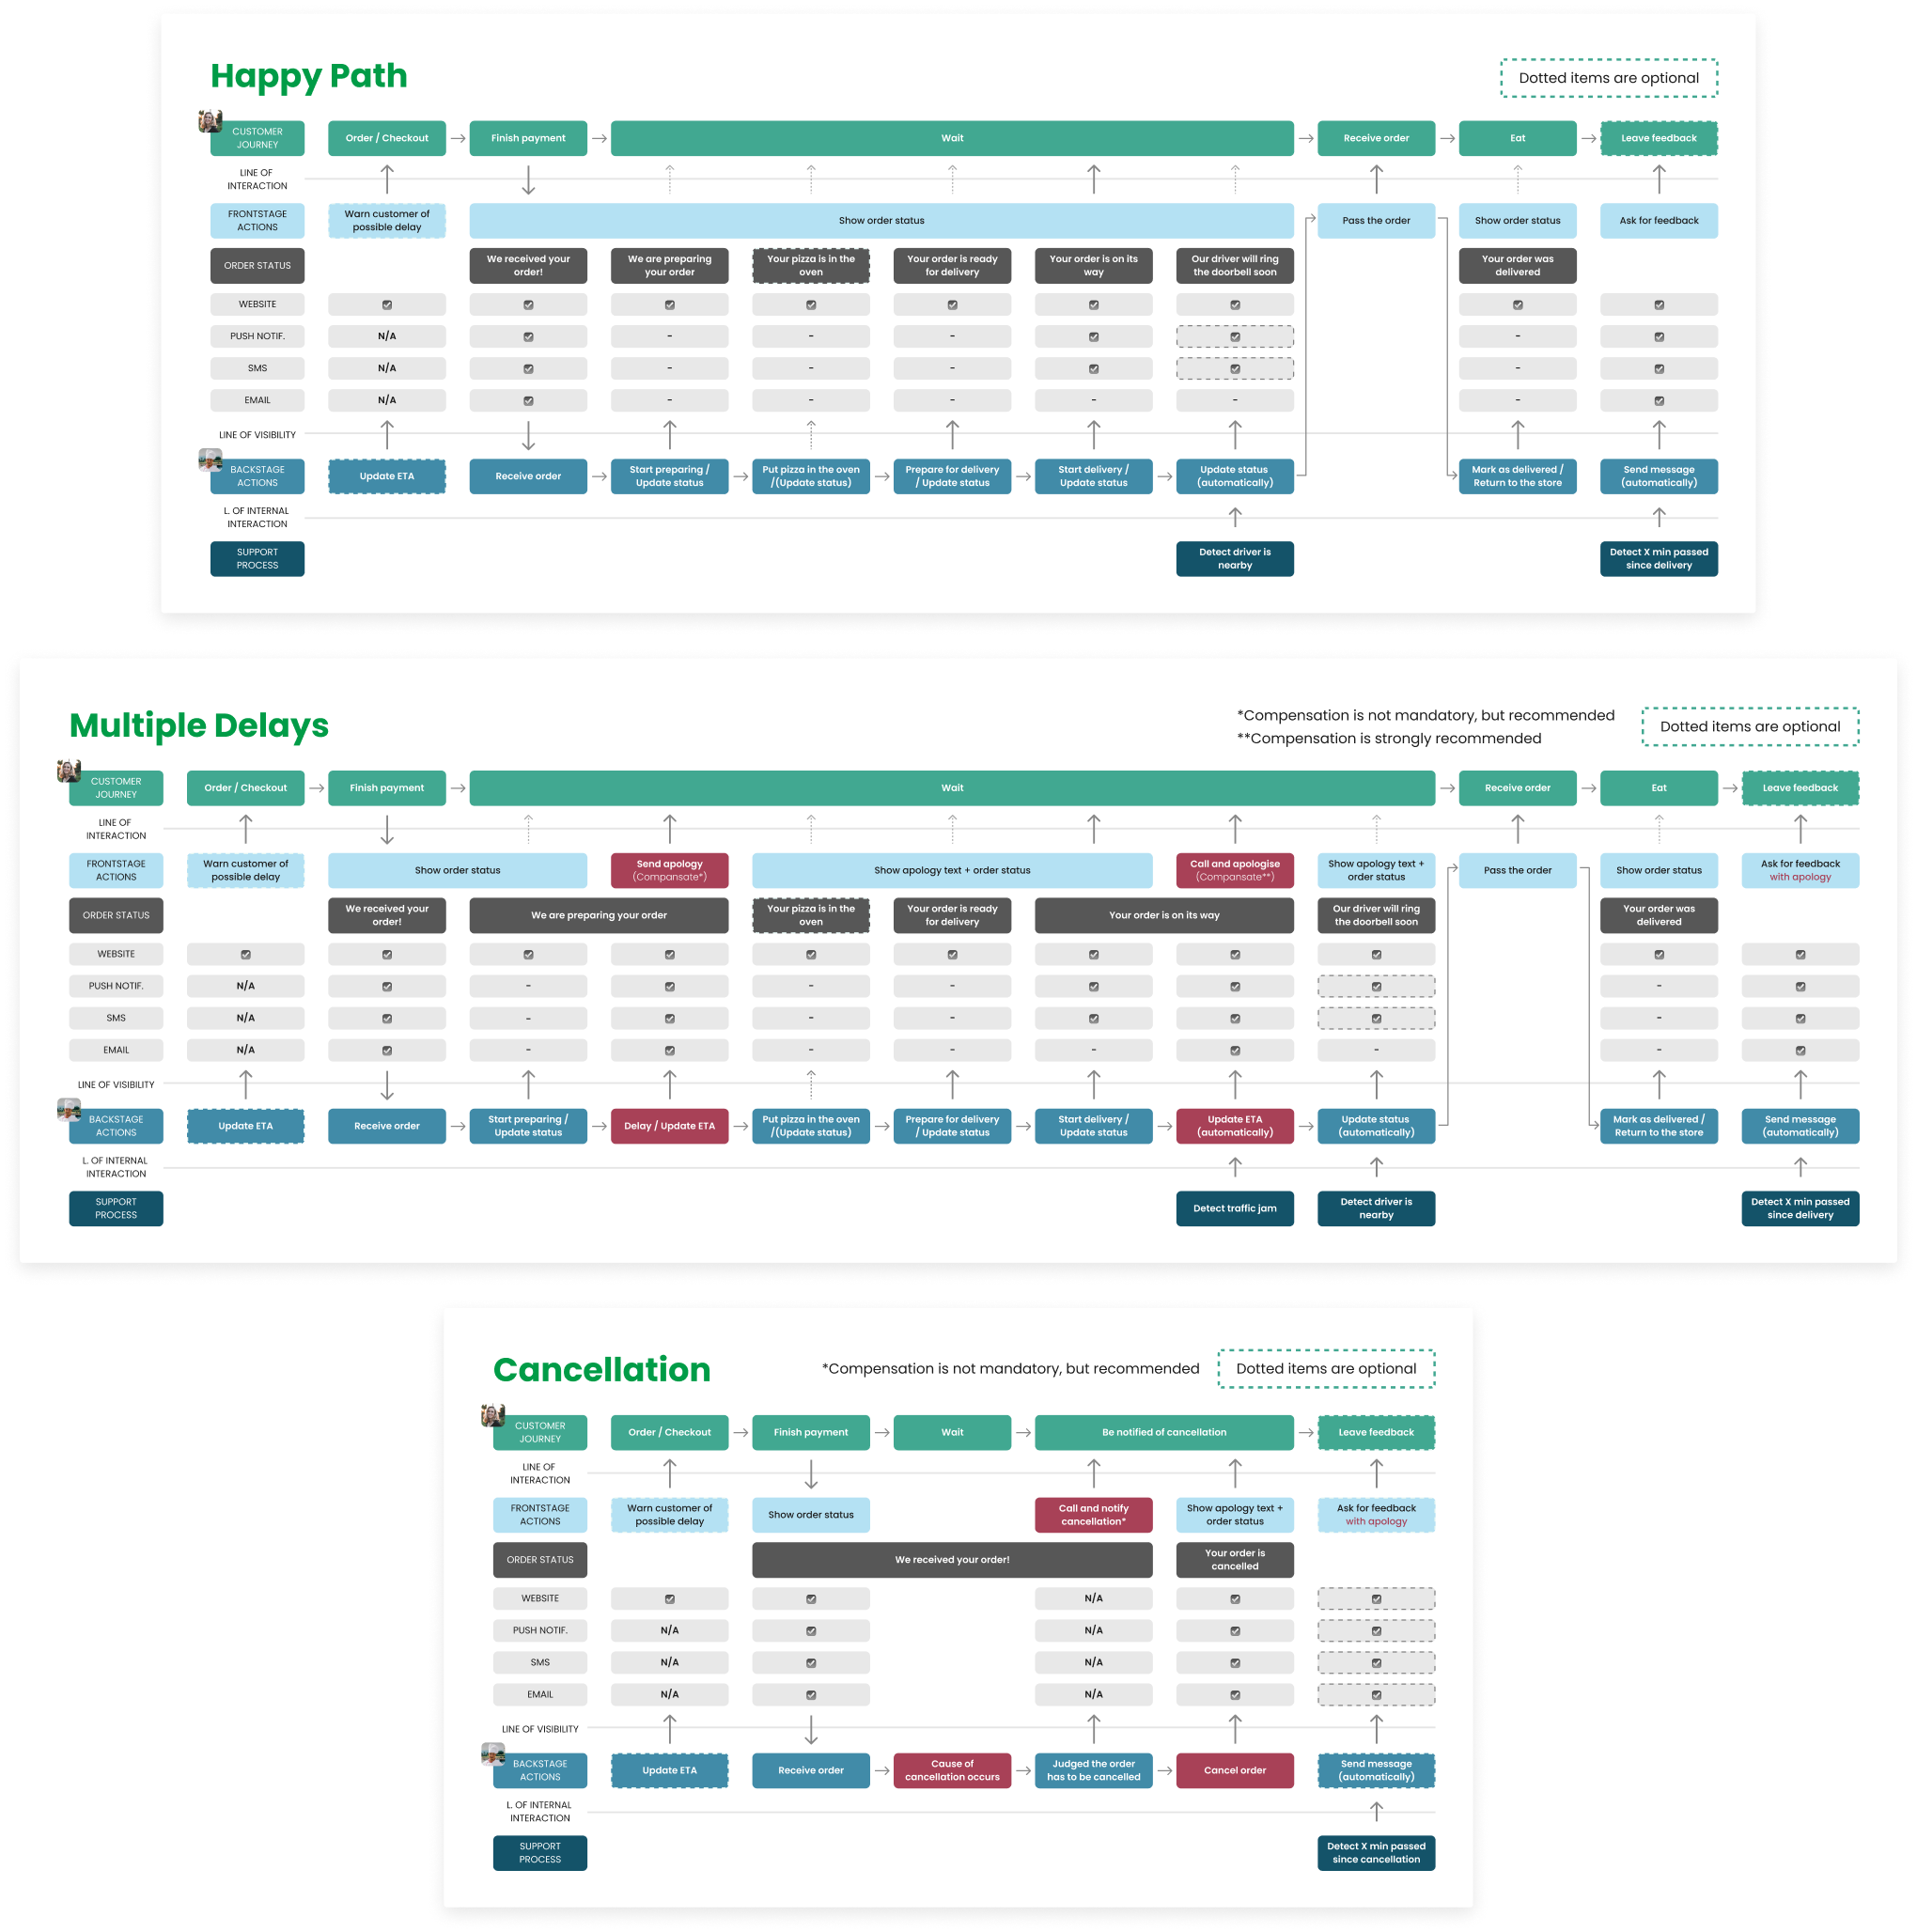 Happy Path
Dotted items are optional
CUSTOMER
JOURNEY
Order / Checkout
Finish payment
Wait
Receive order
Eat
Leave feedback
LINE OF
INTERACTION
FRONTSTAGE
ACTIONS
Warn customer of
possible delay
Show order status
Pass the order
Show order status
Ask for feedback
ORDER STATUS
We received your
order!
We are preparing
your order
Your pizza is in the
oven
Your order is ready
for delivery
Your order is on its
way
Our driver will ring
the doorbell soon
Your order was
delivered
WEBSITE
PUSH NOTIF.
N/A
-
-
-
-
SMS
N/A
-
-
-
-
EMAIL
N/A
-
-
-
-
-
-
LINE OF VISIBILITY
BACKSTAGE
ACTIONS
Update ETA
Receive order
Start preparing /
Update status
Put pizza in the oven
/(Update status)
Prepare for delivery
/ Update status
Start delivery /
Update status
Update status
(automatically)
Mark as delivered /
Return to the store
Send message
(automatically)
L. OF INTERNAL
INTERACTION
SUPPORT
PROCESS
Detect driver is
nearby
Detect X min passed
since delivery
Multiple Delays
*Compensation is not mandatory, but recommended
**Compensation is strongly recommended
Dotted items are optional
CUSTOMER
JOURNEY
Order / Checkout
Finish payment
Wait
Receive order
Eat
Leave feedback
LINE OF
INTERACTION
FRONTSTAGE
ACTIONS
Warn customer of
possible delay
Show order status
Send apology
(Compansate*)
Show apology text + order status
Call and apologise
(Compansate**)
Show apology text +
order status
Pass the order
Show order status
Ask for feedback
with apology
ORDER STATUS
We received your
order!
We are preparing your order
Your pizza is in the
oven
Your order is ready
for delivery
Your order is on its way
Our driver will ring
the doorbell soon
Your order was
delivered
WEBSITE
PUSH NOTIF.
N/A
-
-
-
-
SMS
N/A
-
-
-
-
EMAIL
N/A
-
-
-
-
-
-
LINE OF VISIBILITY
BACKSTAGE
ACTIONS
Update ETA
Receive order
Start preparing /
Update status
Delay / Update ETA
Put pizza in the oven
/(Update status)
Prepare for delivery
/ Update status
Start delivery /
Update status
Update ETA
(automatically)
Update status
(automatically)
Mark as delivered /
Return to the store
Send message
(automatically)
L. OF INTERNAL
INTERACTION
SUPPORT
PROCESS
Detect traffic jam
Detect driver is
nearby
Detect X min passed
since delivery
Cancellation
*Compensation is not mandatory, but recommended
Dotted items are optional
CUSTOMER
JOURNEY
Order / Checkout
Finish payment
Wait
Be notified of cancellation
Leave feedback
LINE OF
INTERACTION
FRONTSTAGE
ACTIONS
Warn customer of
possible delay
Show order status
Call and notify
cancellation*
Show apology text +
order status
Ask for feedback
with apology
ORDER STATUS
We received your order!
Your order is
cancelled
WEBSITE
N/A
PUSH NOTIF.
N/A
N/A
SMS
N/A
N/A
EMAIL
N/A
N/A
LINE OF VISIBILITY
BACKSTAGE
ACTIONS
Update ETA
Receive order
Cause of
cancellation occurs
Judged the order
has to be cancelled
Cancel order
Send message
(automatically)
L. OF INTERNAL
INTERACTION
SUPPORT
PROCESS
Detect X min passed
since cancellation